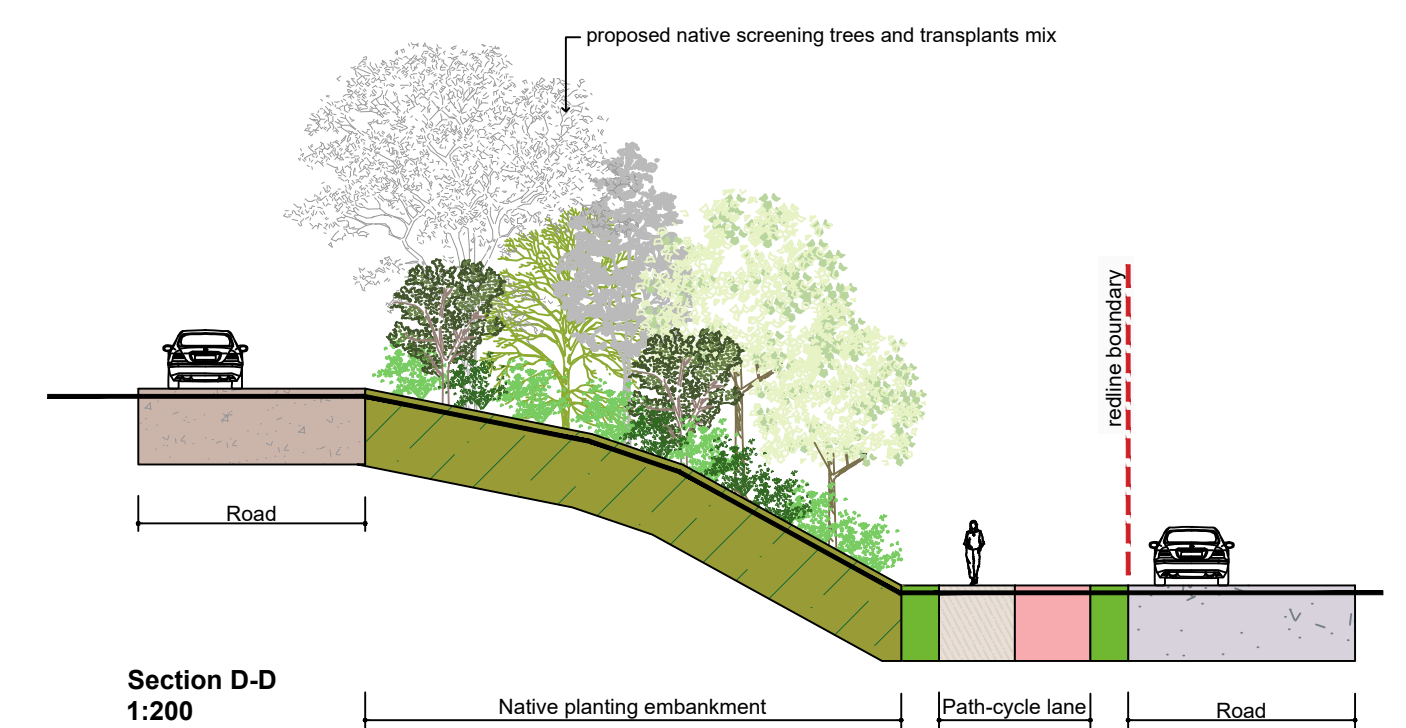 proposed native screening trees and transplants mix
redline boundary
Road
Section D-D
1:200
Native planting embankment
Path-cycle lane
Road